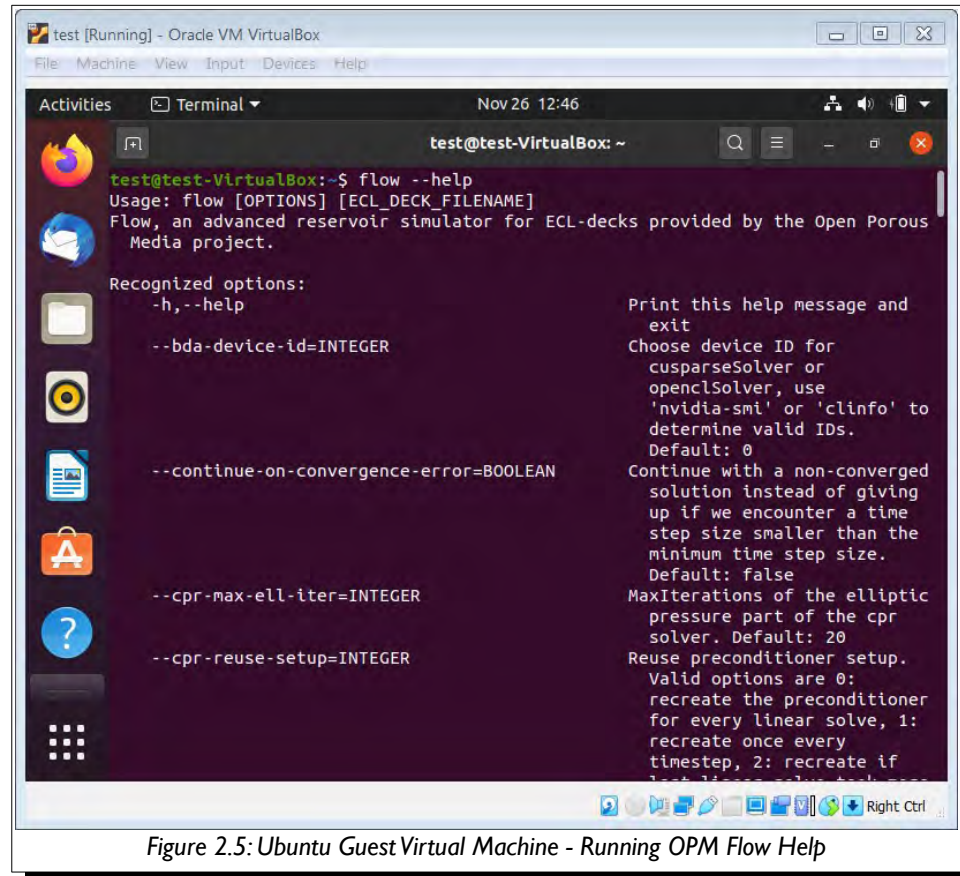 test [Running] - Oracle VM VirtualBox
File Machine View Input Devices Help
Activities Terminal Nov 26 12:46
test@test-VirtualBox: ~
test@test-VirtualBox:~$ flow --help
Usage: flow [OPTIONS] [ECL_DECK_FILENAME]
Flow, an advanced reservoir simulator for ECL-decks provided by the Open Porous
Media project.
Recognized options:
-h,--help Print this help message and
exit
--bda-device-id=INTEGER Choose device ID for
cusparseSolver or
openclSolver, use
'nvidia-smi' or 'clinfo' to
determine valid IDs.
Default: 0
--continue-on-convergence-error=BOOLEAN Continue with a non-converged
solution instead of giving
up if we encounter a time
step size smaller than the
minimum time step size.
Default: false
--cpr-max-ell-iter=INTEGER MaxIterations of the elliptic
pressure part of the cpr
solver. Default: 20
--cpr-reuse-setup=INTEGER Reuse preconditioner setup.
Valid options are 0:
recreate the preconditioner
for every linear solve, 1:
recreate once every
timestep, 2: recreate if
last linear solve took more
Right Ctrl
Figure 2.5: Ubuntu Guest Virtual Machine - Running OPM Flow Help